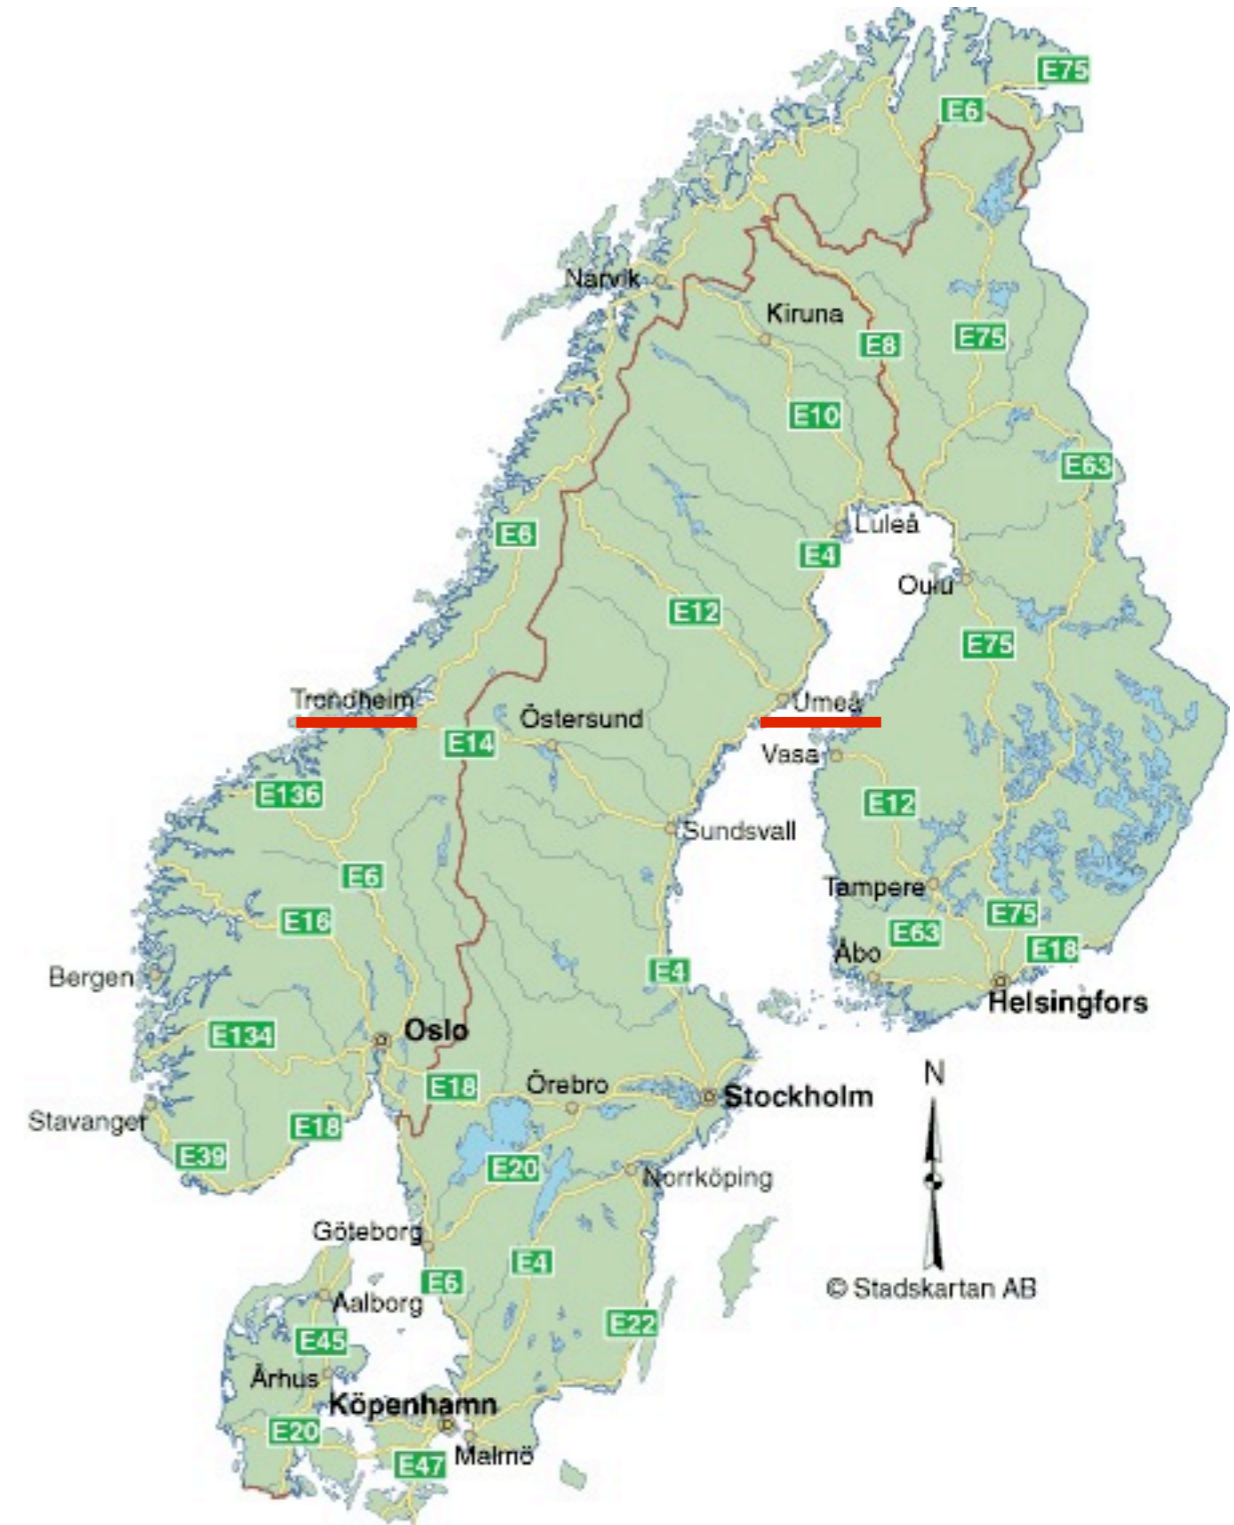 E75
E6
Narvik
Kiruna
E8
E75
E10
E63
E6
Luleå
E4
Oulu
E12
E75
Trondheim
Umeå
Östersund
E14
Vasa
E136
E12
Sundsvall
E6
Tampere
E16
E75
E63
E18
Åbo
Bergen
E4
Helsingfors
E134
Oslo
N
E18
Örebro
Stockholm
Stavanger
E18
E39
E20
Norrköping
Göteborg
E4
E6
© Stadskartan AB
Aalborg
E22
E45
Århus
Köpenhamn
E20
Malmö
E47